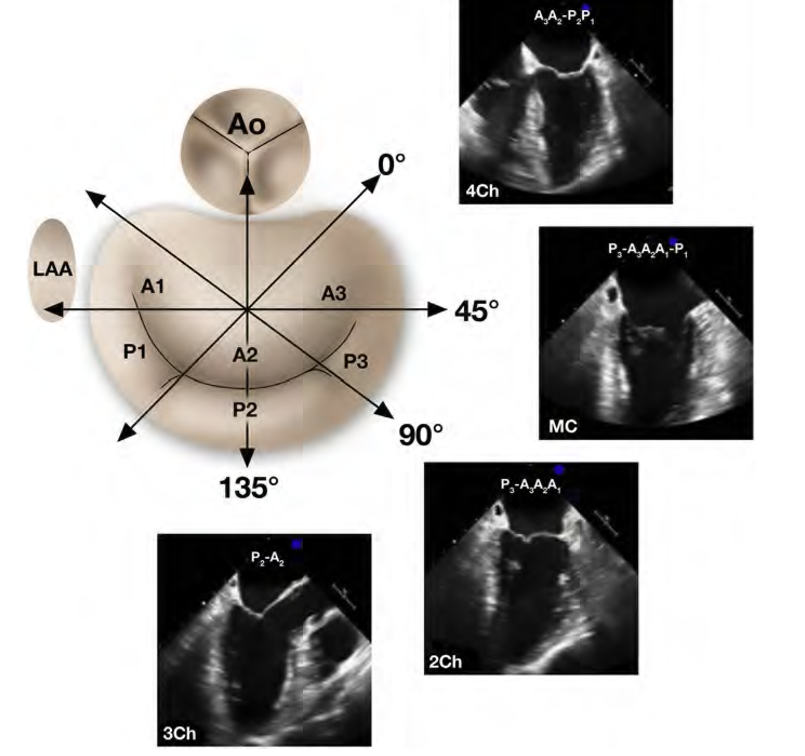 A₃A₂-P₂P₁
4Ch
Ao
0°
LAA
A1
A3
45°
P₃-A₃A₂A₁-P₁
MC
P1
A2
P3
P2
90°
135°
P₃-A₃A₂A₁
2Ch
P₂-A₂
3Ch